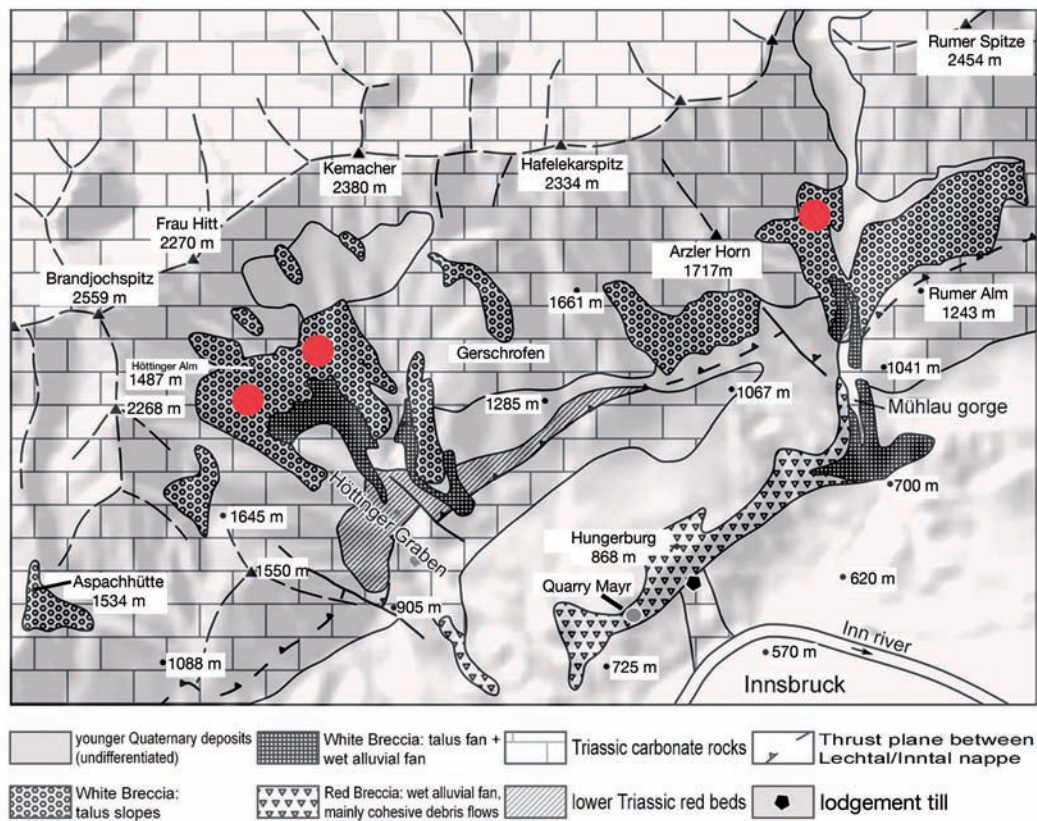 Rumer Spitze
2454 m
Kemacher
2380 m
Hafelekarspitz
2334 m
Frau Hitt
2270 m
Arzler Horn
1717m
Brandjochspitz
2559 m
1661 m
Rumer Alm
1243 m
Gerschrofen
Höttinger Alm
1487 m
2268 m
1285 m
1067 m
1041 m
Mühlau gorge
Höttinger Graben
700 m
1645 m
Hungerburg
868 m
1550 m
Aspachhütte
1534 m
Quarry Mayr
620 m
905 m
Inn river
1088 m
725 m
570 m
Innsbruck
younger Quaternary deposits
(undifferentiated)
White Breccia: talus fan +
wet alluvial fan
Triassic carbonate rocks
Thrust plane between
Lechtal/Inntal nappe
White Breccia:
talus slopes
Red Breccia: wet alluvial fan,
mainly cohesive debris flows
lower Triassic red beds
lodgement till